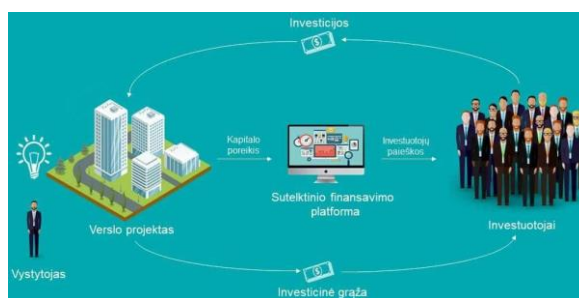 Investicijos
Kapitalo
poreikis
Investuotojų
paieškos
Sutelktinio finansavimo
platforma
Verslo projektas
Investuotojai
Vystytojas
Investicinė grąža